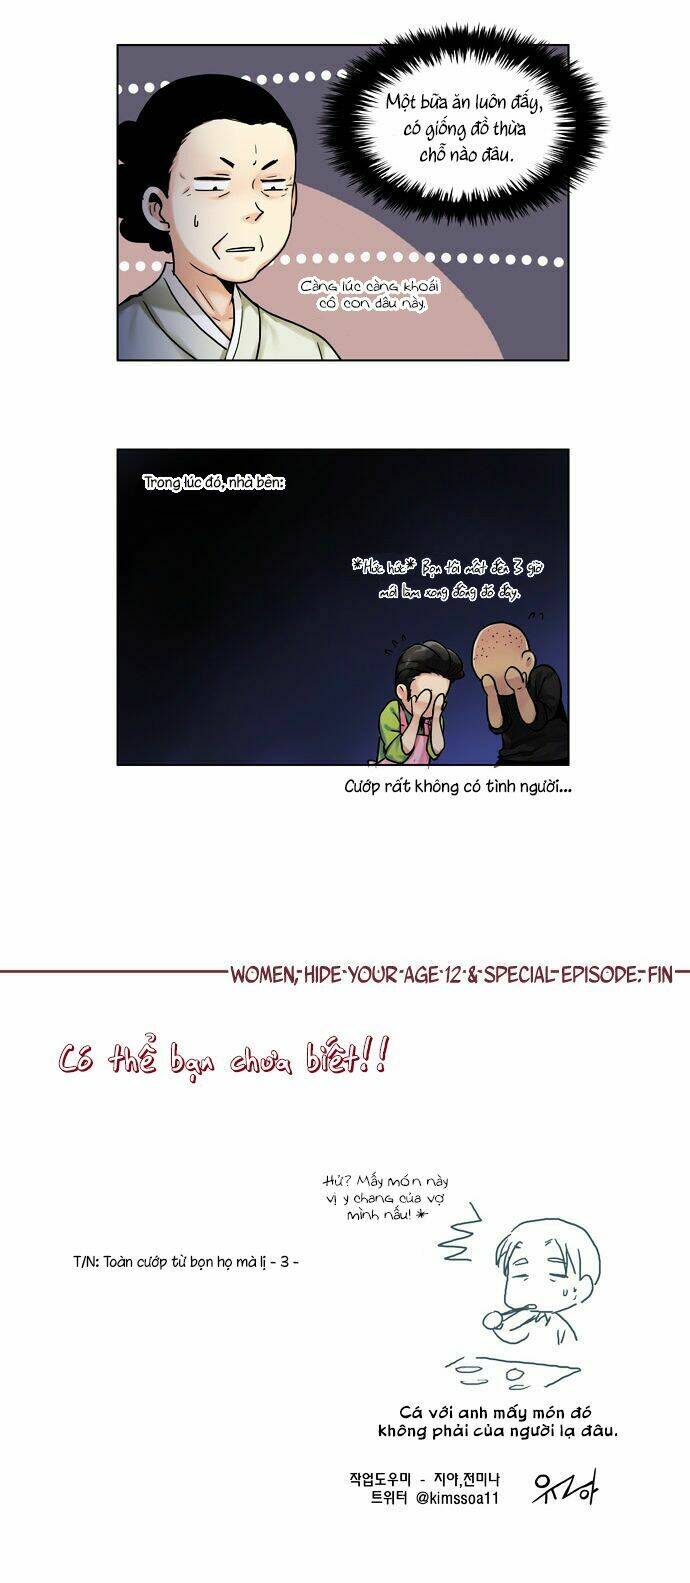 Một bữa ăn luôn đấy,
có giống đồ thừa
chỗ nào đâu.
Càng lúc càng khoái
cô con dâu này.
Trong lúc đó, nhà bên:
*Hức hức* Bọn tôi mất đến 3 giờ
mới làm xong đống đó đấy.
Cướp rất không có tình người...
WOMEN, HIDE YOUR AGE 12 & SPECIAL EPISODE. FIN
Có thể bạn chưa biết!!
Hử? Mấy món này
vị y chang của vợ
mình nấu! *
T/N: Toàn cướp từ bọn họ mà lị - 3 -
Cá với anh mấy món đó
không phải của người lạ đâu.
작업도우미 - 지야,전미나
트위터 @kimssoa11